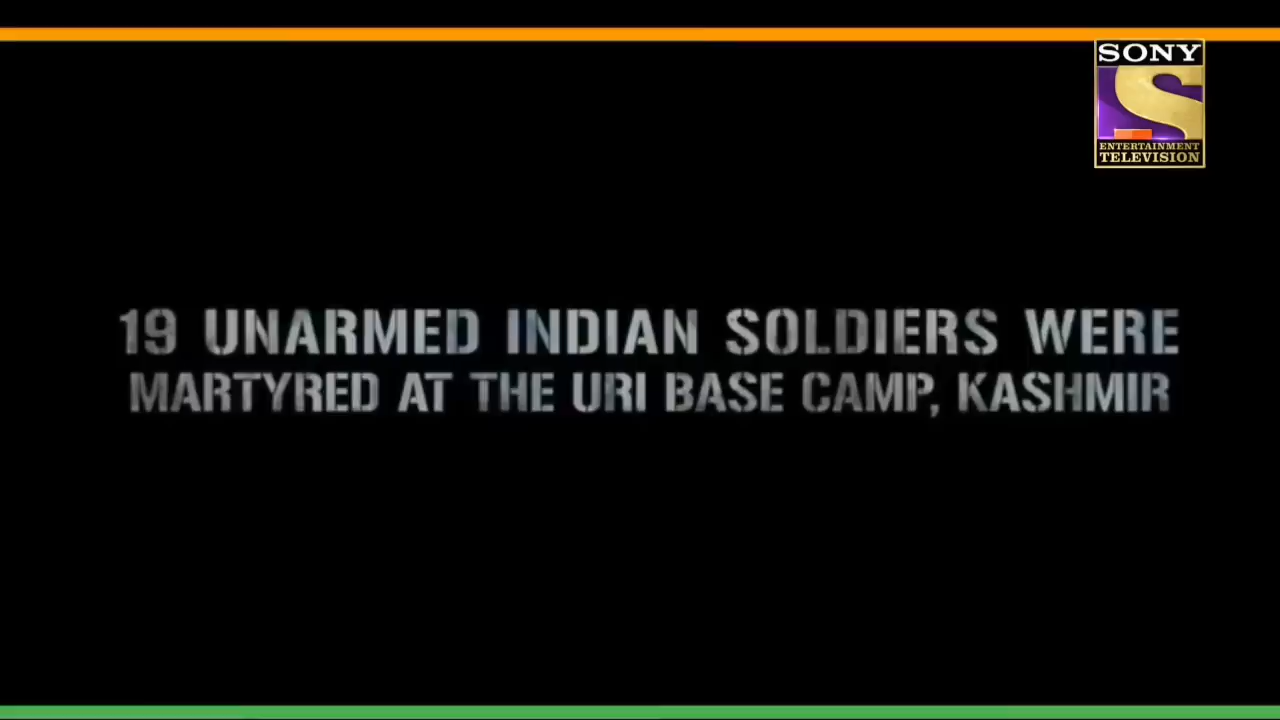 SONY
ENTERTAINMENT
TELEVISION
19 UNARMED INDIAN SOLDIERS WERE
MARTYRED AT THE URI BASE CAMP, KASHMIR